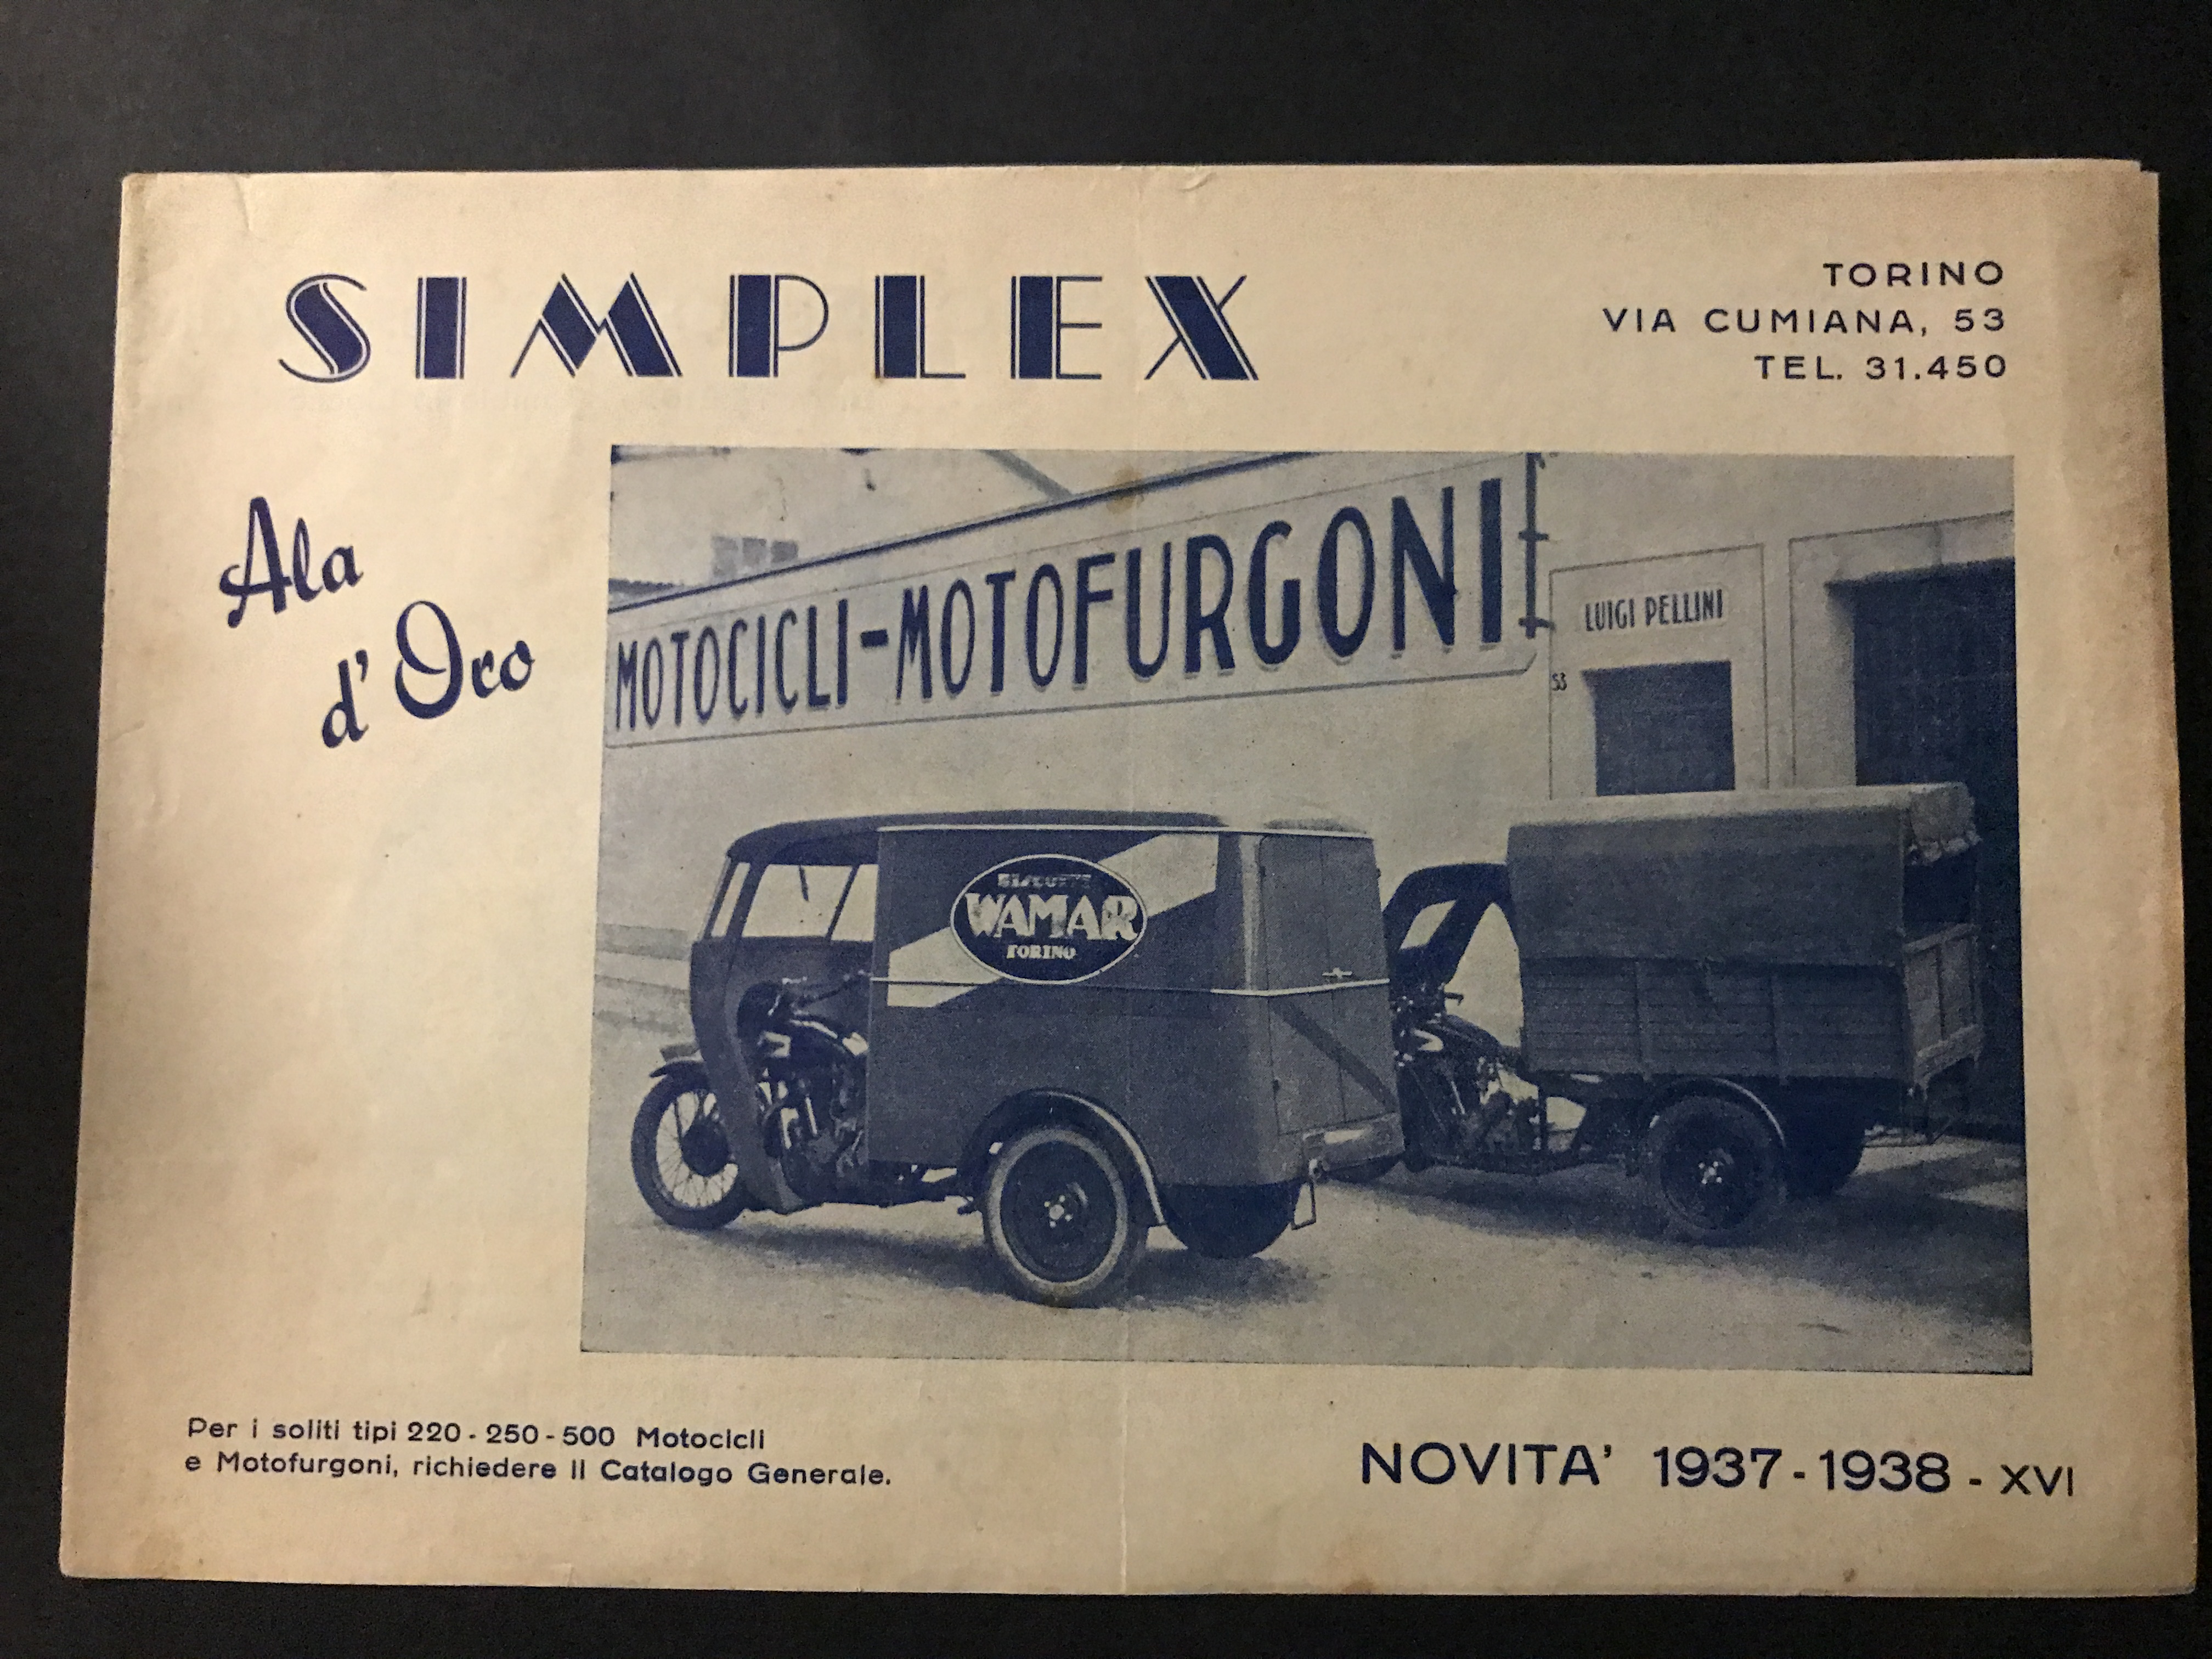 SIMPLEX
TORINO
VIA CUMIANA, 53
TEL. 31.450
Ala
d' Oro
MOTOCICLI-MOTOFURGONI
LUIGI PELLINI
53
WAMAR
TORINO
Per i soliti tipi 220 - 250 - 500 Motocicli
e Motofurgoni, richiedere il Catalogo Generale.
NOVITA' 1937 - 1938 - XVI